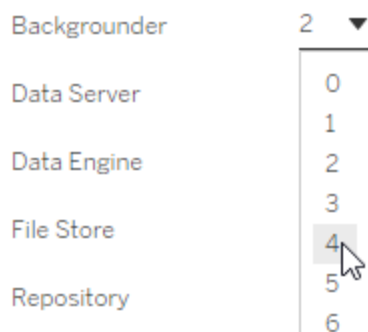 Backgrounder 2
0
Data Server
1
Data Engine 2
3
File Store
4
5
Repository
6